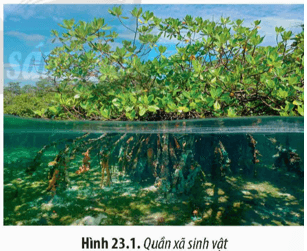 Hình 23.1. Quần xã sinh vật